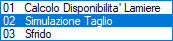 01 Calcolo Disponibilita' Lamiere
02 Simulazione Taglio
03 Sfrido